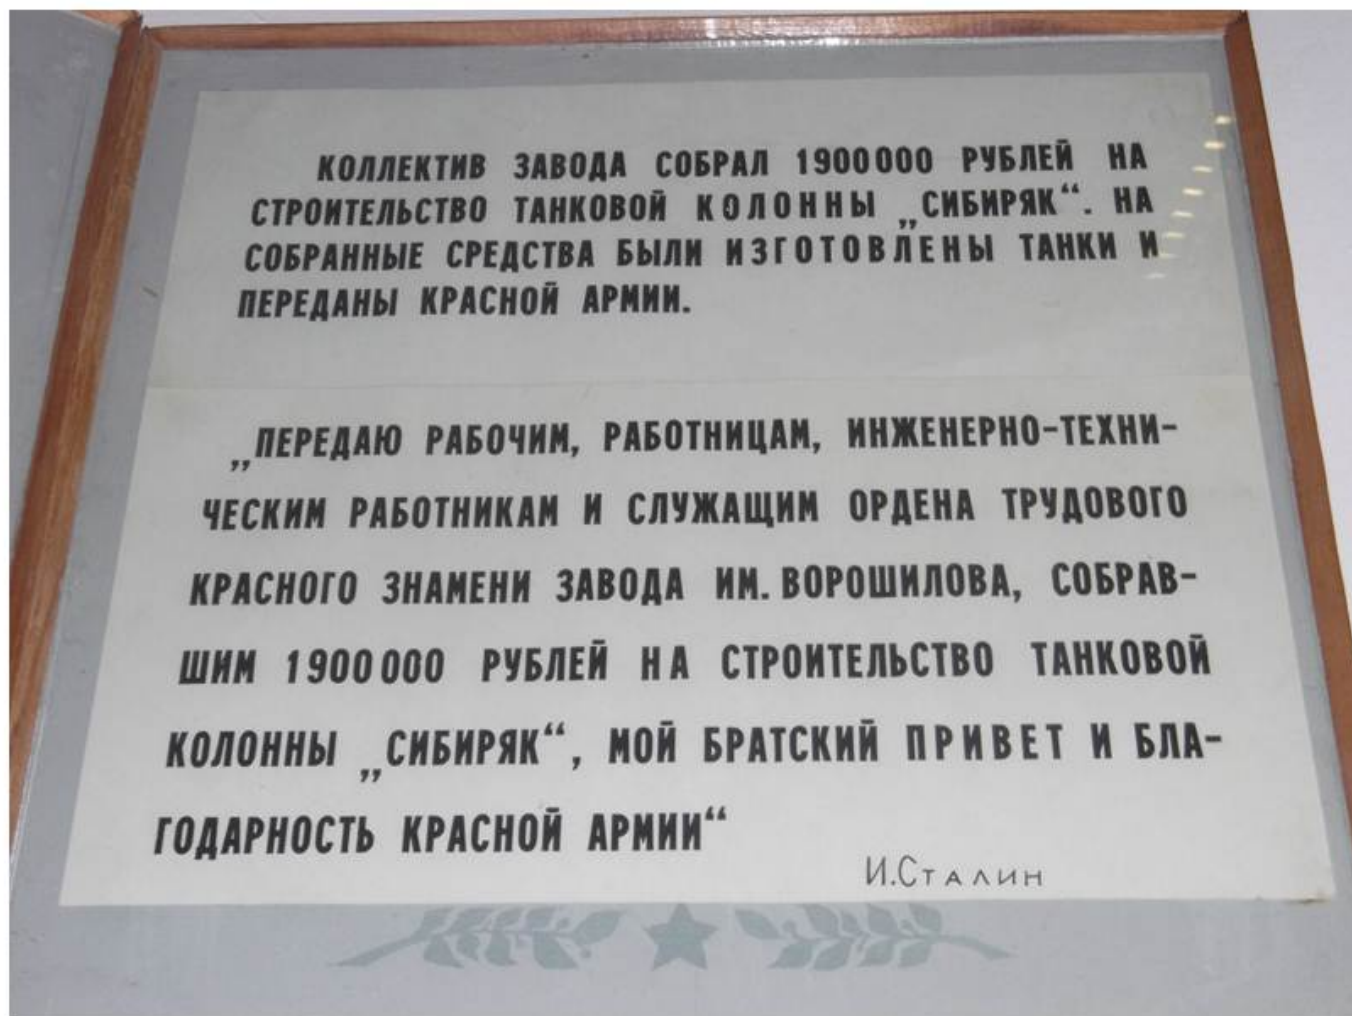 КОЛЛЕКТИВ ЗАВОДА СОБРАЛ 1900000 РУБЛЕЙ НА
СТРОИТЕЛЬСТВО ТАНКОВОЙ КОЛОННЫ „СИБИРЯК“. НА
СОБРАННЫЕ СРЕДСТВА БЫЛИ ИЗГОТОВЛЕНЫ ТАНКИ И
ПЕРЕДАНЫ КРАСНОЙ АРМИИ.
„ПЕРЕДАЮ РАБОЧИМ, РАБОТНИЦАМ, ИНЖЕНЕРНО-ТЕХНИ-
ЧЕСКИМ РАБОТНИКАМ И СЛУЖАЩИМ ОРДЕНА ТРУДОВОГО
КРАСНОГО ЗНАМЕНИ ЗАВОДА ИМ. ВОРОШИЛОВА, СОБРАВ-
ШИМ 1900000 РУБЛЕЙ НА СТРОИТЕЛЬСТВО ТАНКОВОЙ
КОЛОННЫ „СИБИРЯК“, МОЙ БРАТСКИЙ ПРИВЕТ И БЛА-
ГОДАРНОСТЬ КРАСНОЙ АРМИИ“
И.СТАЛИН